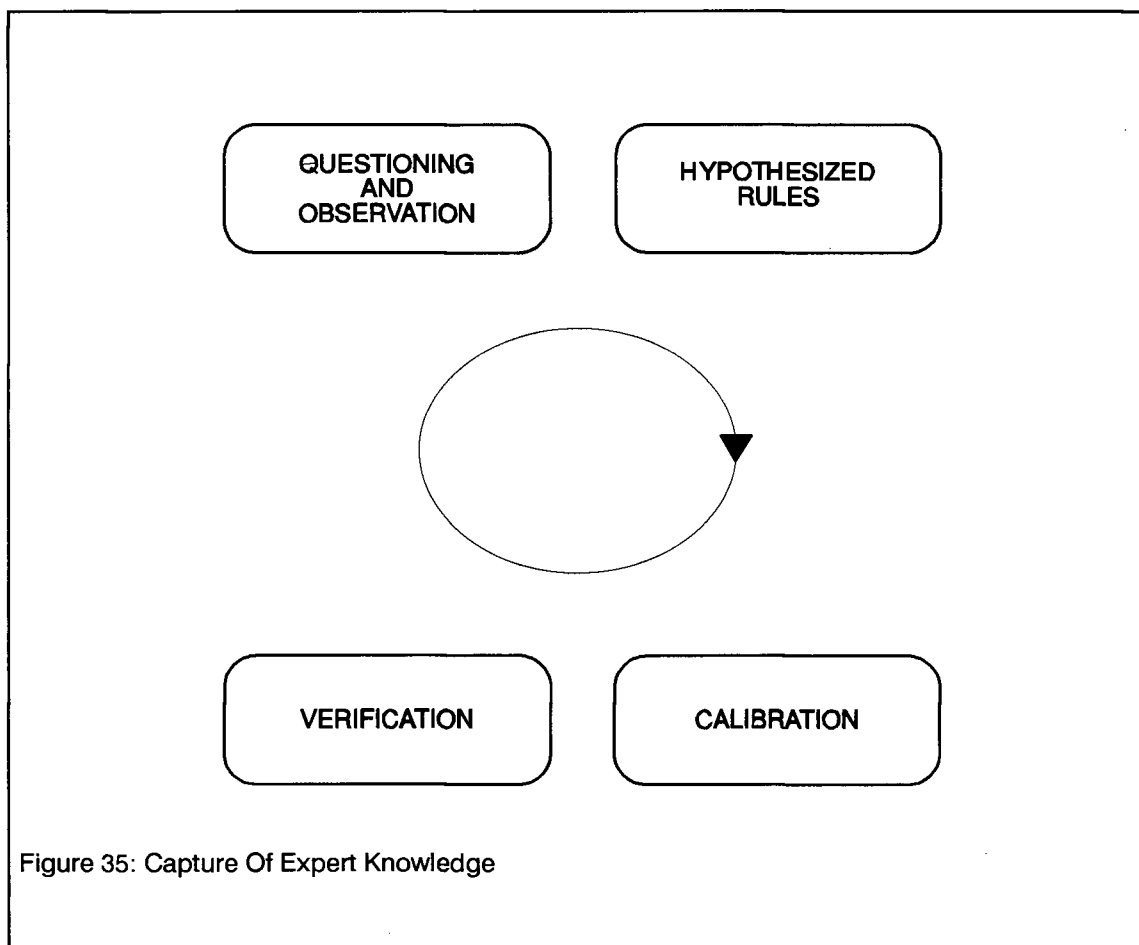 QUESTIONING
AND
OBSERVATION
HYPOTHESIZED
RULES
VERIFICATION
CALIBRATION
Figure 35: Capture Of Expert Knowledge